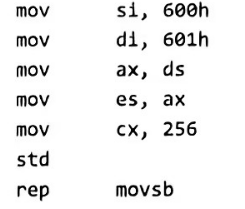 mov si, 600h
mov di, 601h
mov ax, ds
mov es, ax
mov cx, 256
std
rep movsb